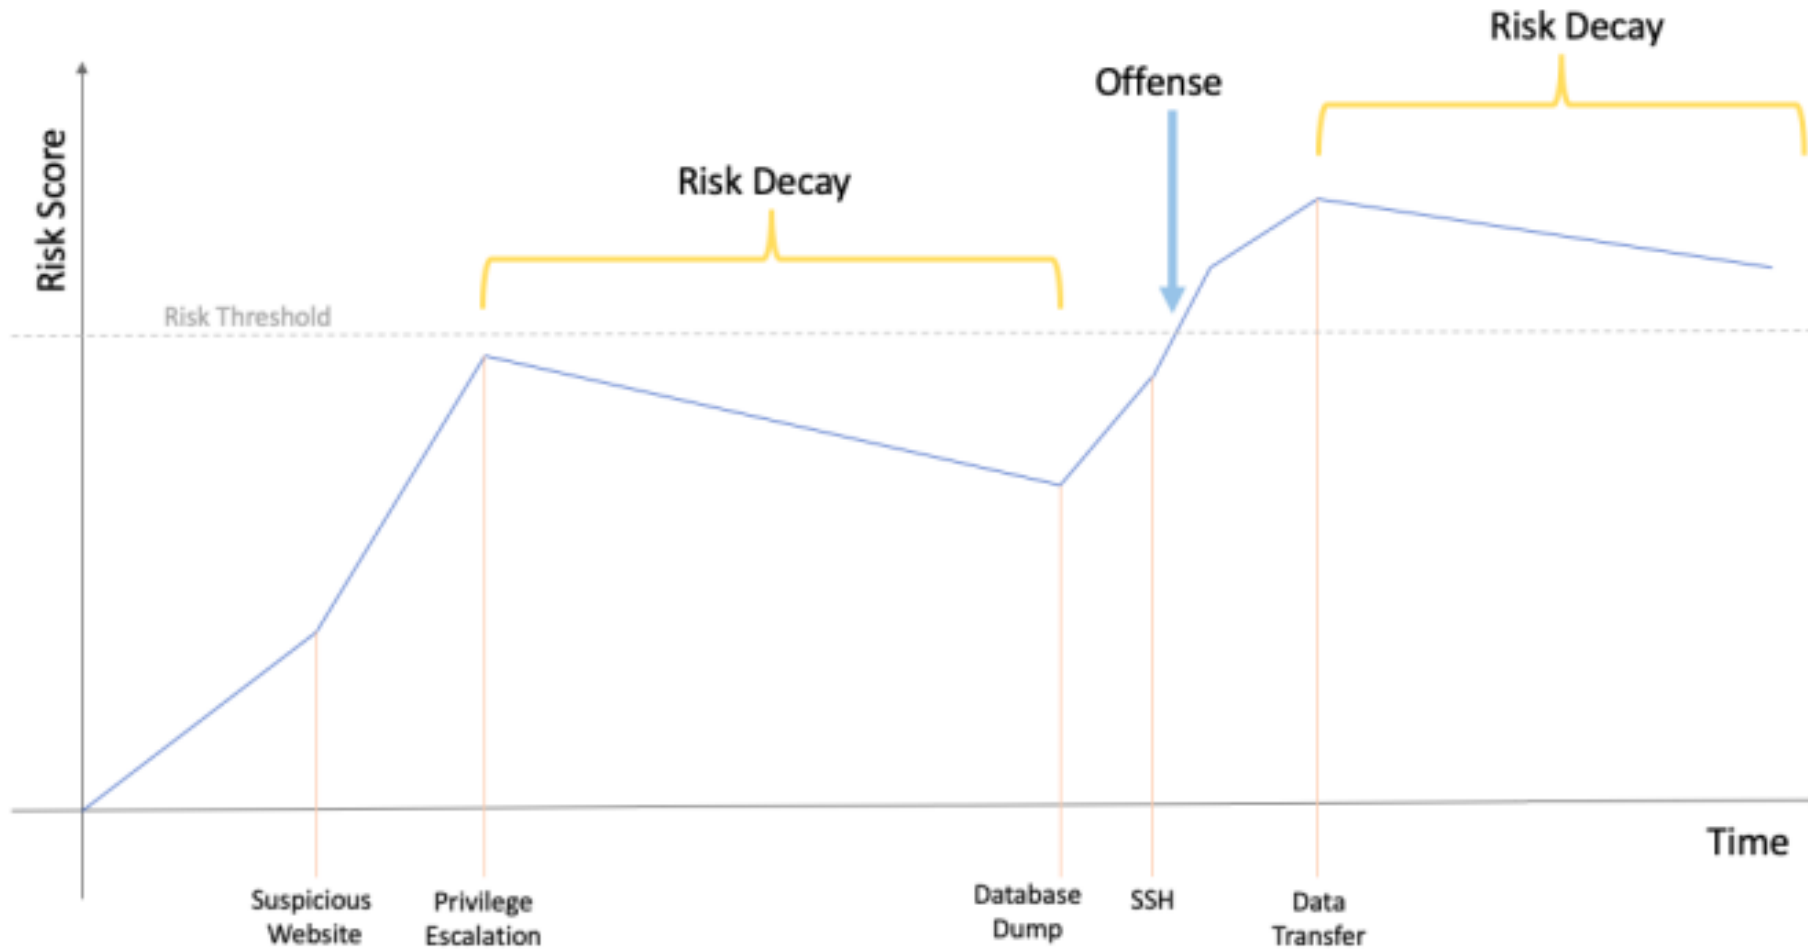 Risk Decay
Offense
Risk Decay
Risk Score
Risk Threshold
Time
Suspicious
Website
Privilege
Escalation
Database
Dump
SSH
Data
Transfer